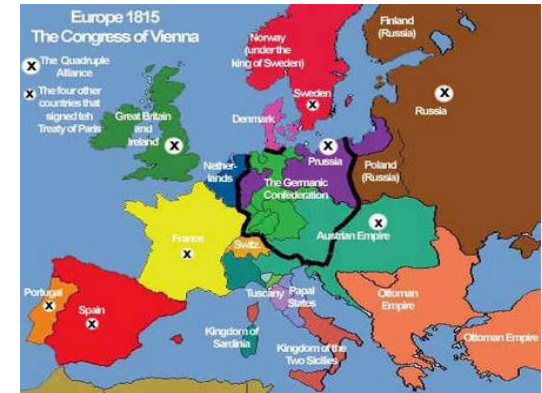 Europe 1815
The Congress of Vienna
The Quadruple
Alliance
The four other
countries that
signed teh
Treaty of Paris
Norway
(under the
king of Sweden)
Finland
(Russia)
Sweden
Russia
Denmark
Great Britain
and
Ireland
Nether-
lands
Prussia
Poland
(Russia)
The Germanic
Confederation
France
Switz.
Austrian Empire
Portugal
Spain
Tuscany
Papal
States
Ottoman
Empire
Kingdom of
Sardinia
Kingdom of the
Two Sicilies
Ottoman Empire